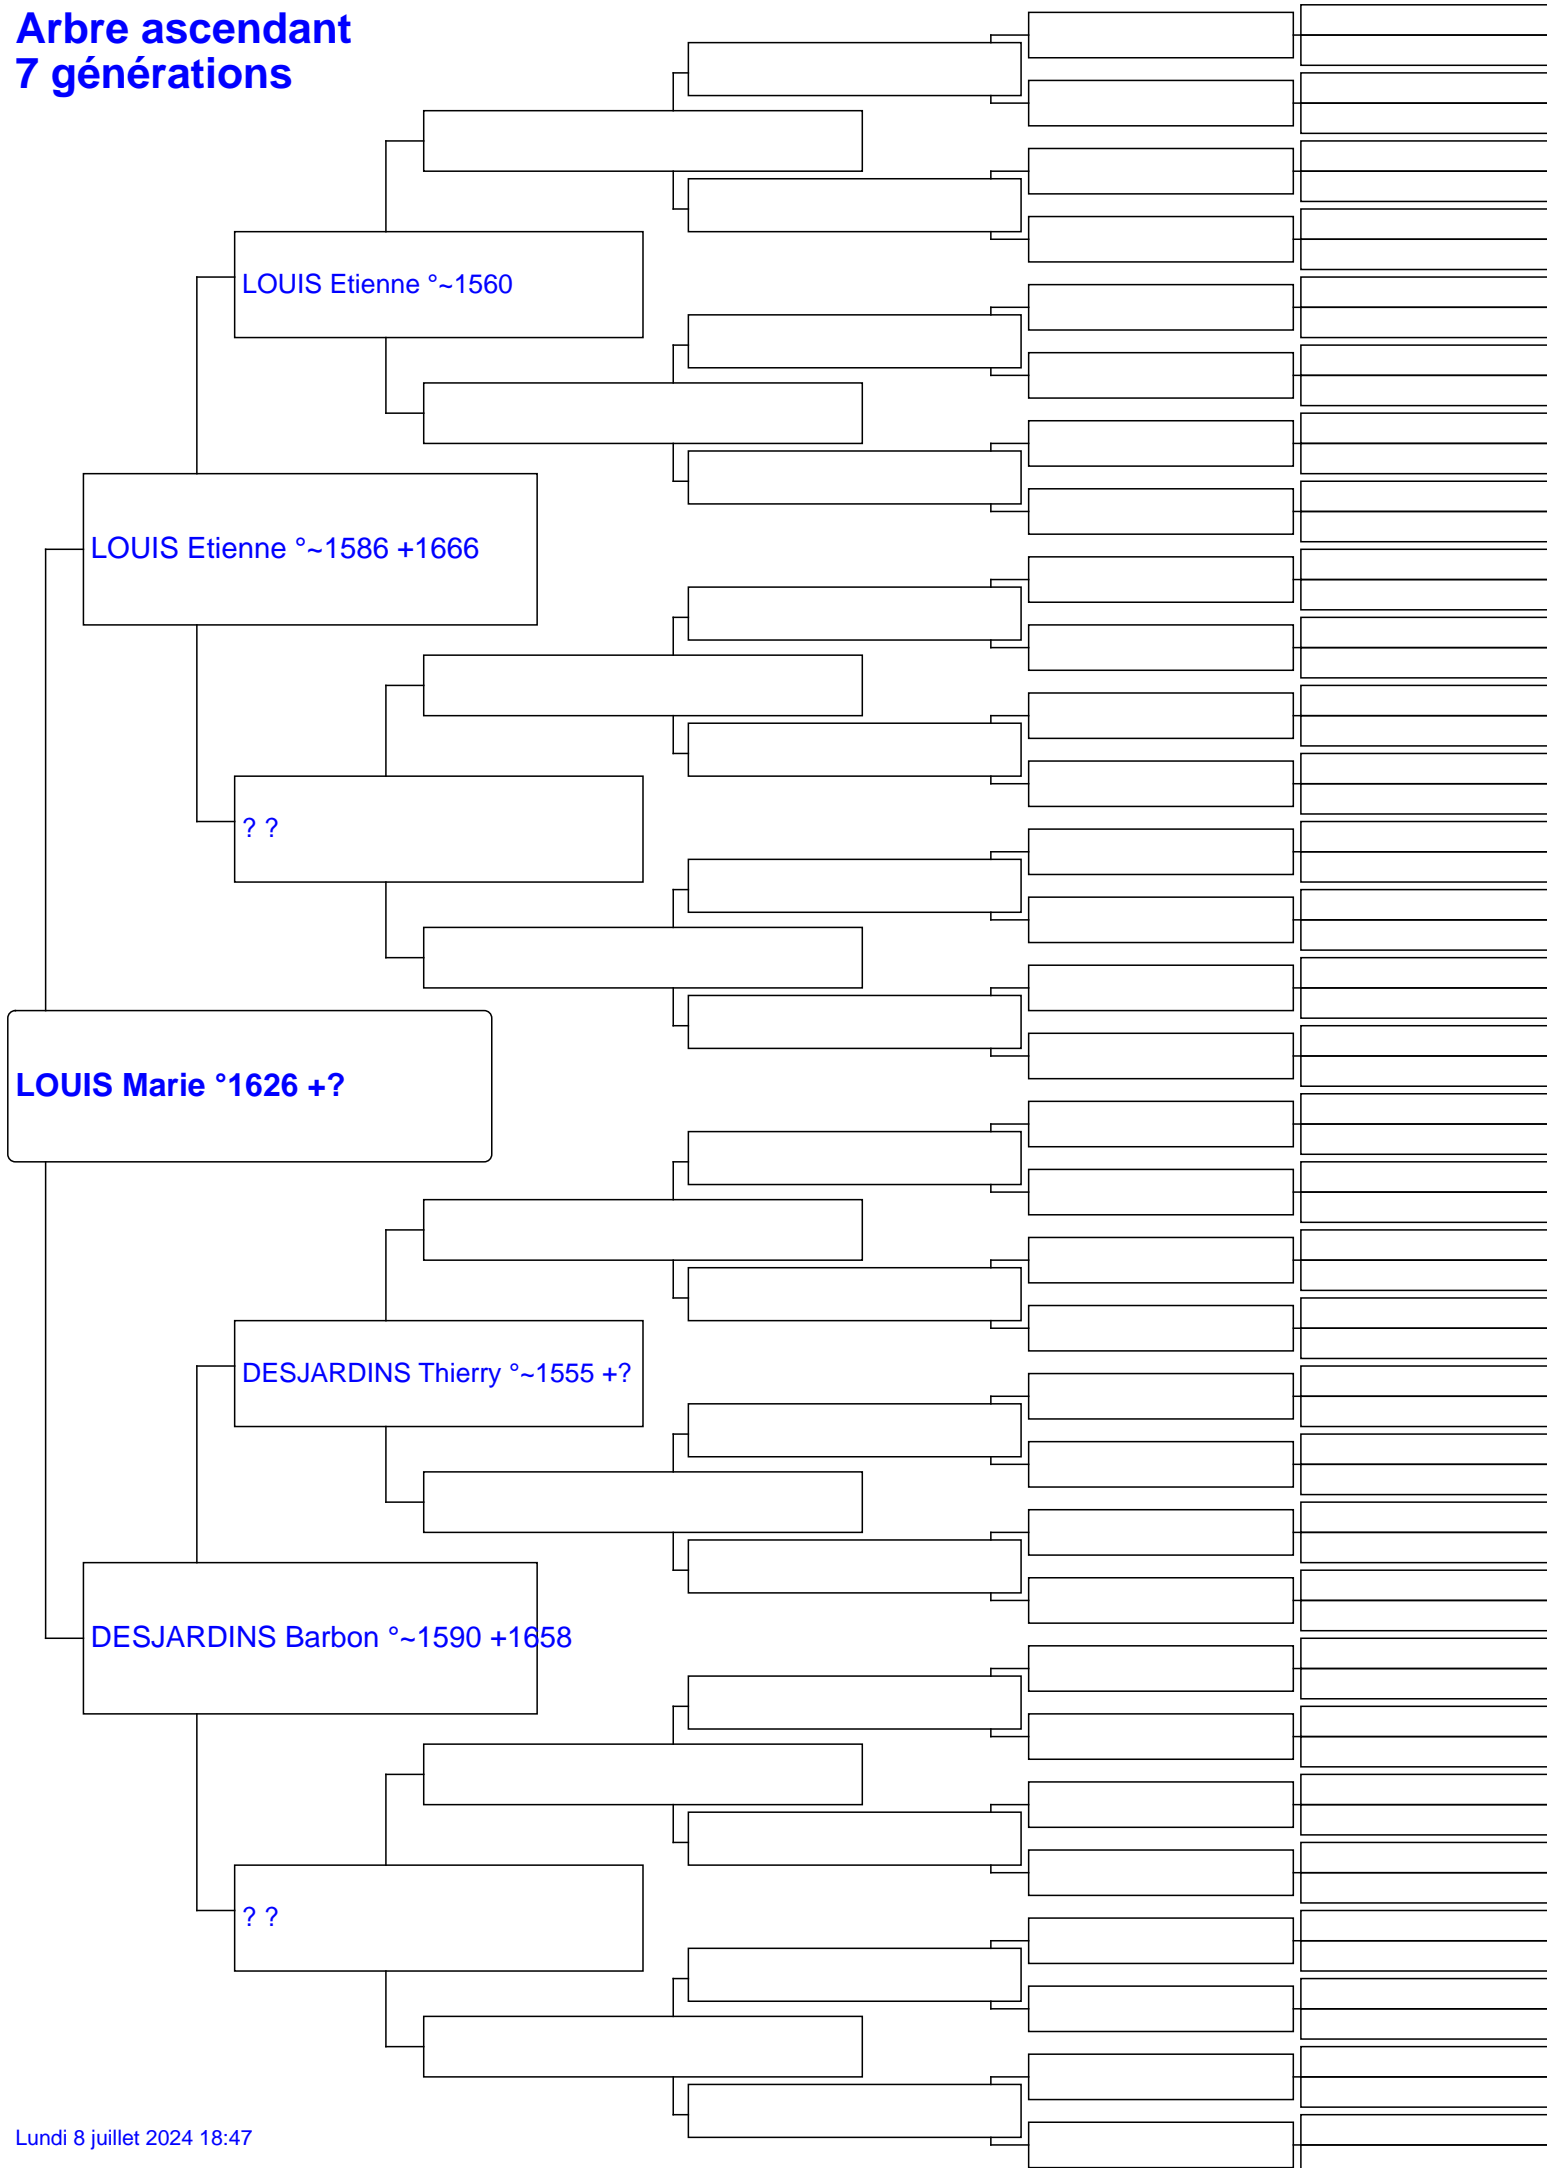 Arbre ascendant
7 générations
LOUIS Etienne °~1560
LOUIS Etienne °~1586 +1666
? ?
LOUIS Marie °1626 +?
DESJARDINS Thierry °~1555 +?
DESJARDINS Barbon °~1590 +1658
? ?
Lundi 8 juillet 2024 18:47